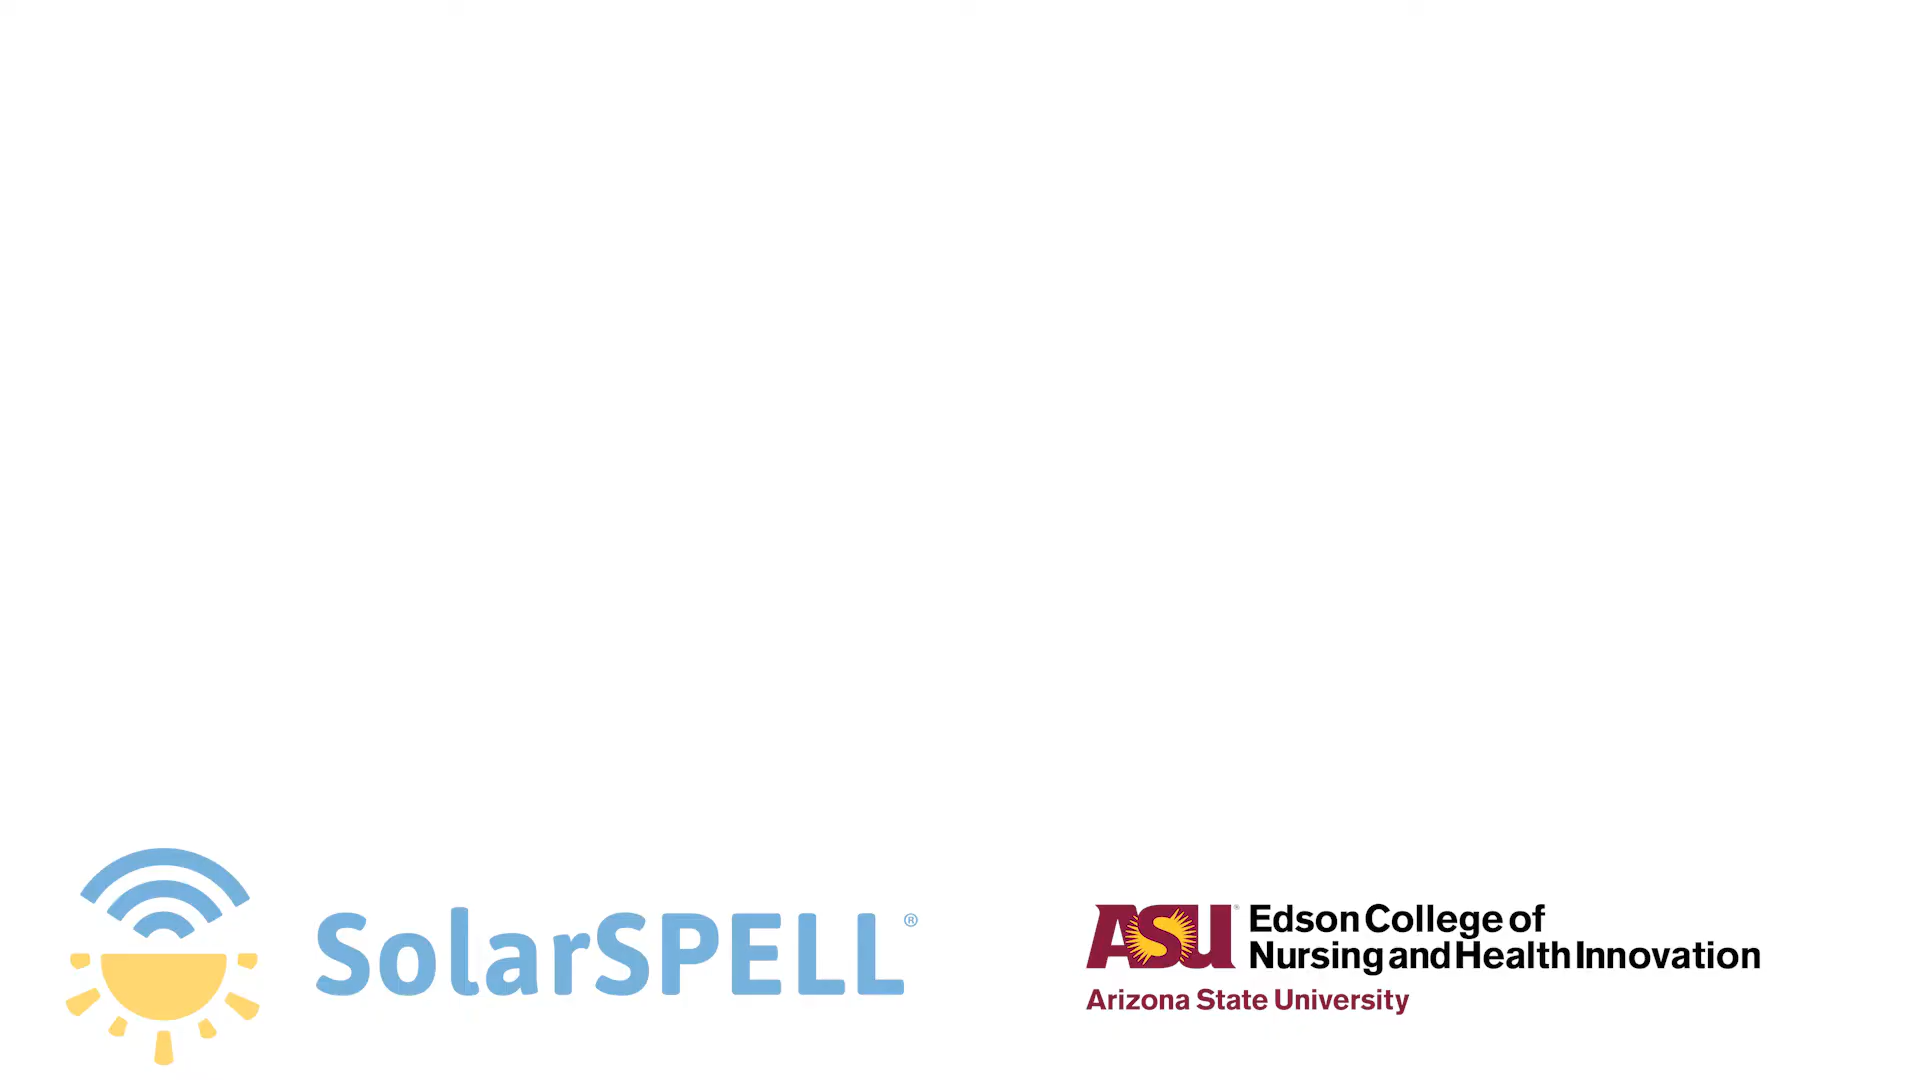 SolarSPELL®
ASU® Edson College of
Nursing and Health Innovation
Arizona State University